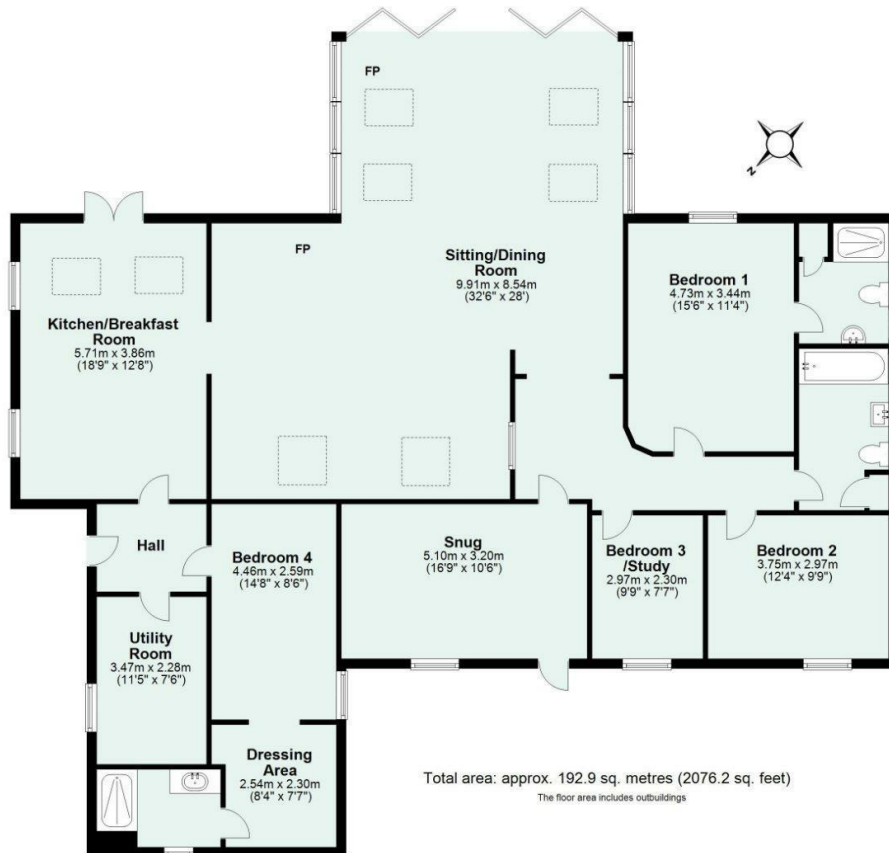 FP
N
FP
Sitting/Dining
Room
9.91m x 8.54m
(32'6" x 28')
Bedroom 1
4.73m x 3.44m
(15'6" x 11'4")
Kitchen/Breakfast
Room
5.71m x 3.86m
(18'9" x 12'8")
Hall
Bedroom 4
4.46m x 2.59m
(14'8" x 8'6")
Snug
5.10m x 3.20m
(16'9" x 10'6")
Bedroom 3
/Study
2.97m x 2.30m
(9'9" x 7'7")
Bedroom 2
3.75m x 2.97m
(12'4" x 9'9")
Utility
Room
3.47m x 2.28m
(11'5" x 7'6")
Dressing
Area
2.54m x 2.30m
(8'4" x 7'7")
Total area: approx. 192.9 sq. metres (2076.2 sq. feet)
The floor area includes outbuildings